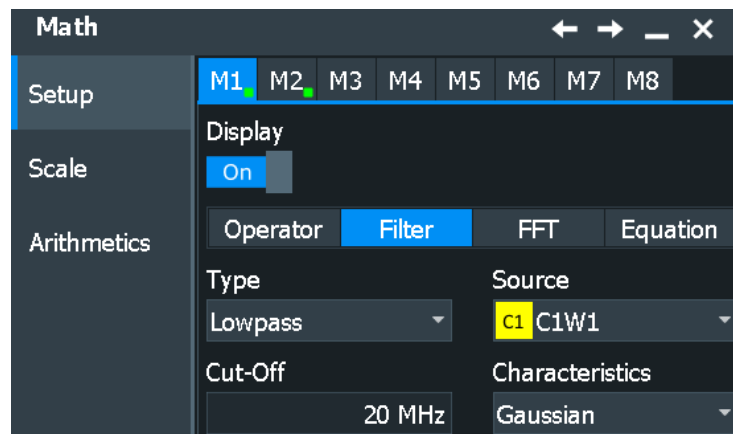 Math
Setup
Scale
Arithmetics
M1 M2 M3 M4 M5 M6 M7 M8
Display
On
Operator Filter FFT Equation
Type Source
Lowpass C1 C1W1
Cut-Off Characteristics
20 MHz Gaussian